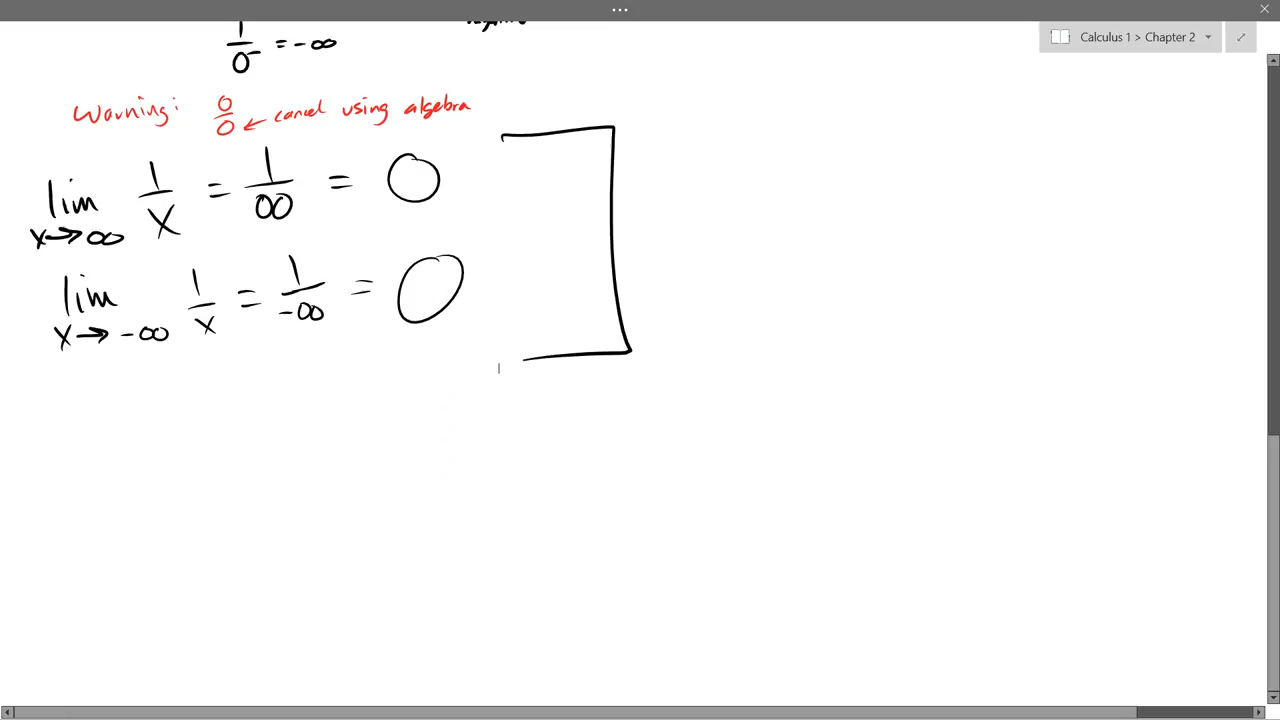 Calculus 1 > Chapter 2
1/0⁻ = -∞
Warning: 0/0 ← cancel using algebra
lim x→∞ 1/x = 1/∞ = 0
lim x→-∞ 1/x = 1/-∞ = 0